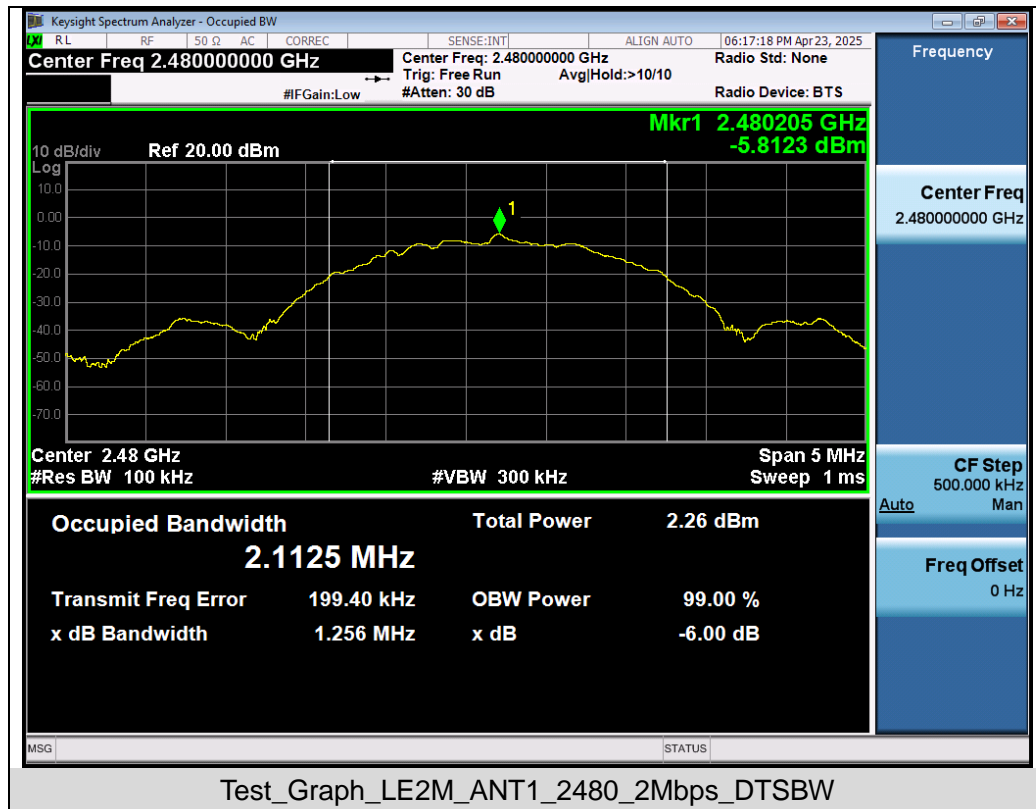 Keysight Spectrum Analyzer - Occupied BW
LXI RL RF 50 Ω AC CORREC SENSE:INT ALIGN AUTO 06:17:18 PM Apr 23, 2025
Center Freq 2.480000000 GHz
Center Freq: 2.480000000 GHz Radio Std: None
Trig: Free Run Avg|Hold:>10/10
#IFGain:Low #Atten: 30 dB Radio Device: BTS
Mkr1 2.480205 GHz
-5.8123 dBm
10 dB/div Ref 20.00 dBm
Log
10.0
0.00
-10.0
-20.0
-30.0
-40.0
-50.0
-60.0
-70.0
1
Center 2.48 GHz Span 5 MHz
#Res BW 100 kHz #VBW 300 kHz Sweep 1 ms
Occupied Bandwidth Total Power 2.26 dBm
2.1125 MHz
Transmit Freq Error 199.40 kHz OBW Power 99.00 %
x dB Bandwidth 1.256 MHz x dB -6.00 dB
MSG STATUS
Frequency
Center Freq
2.480000000 GHz
CF Step
500.000 kHz
Auto Man
Freq Offset
0 Hz
Test_Graph_LE2M_ANT1_2480_2Mbps_DTSBW